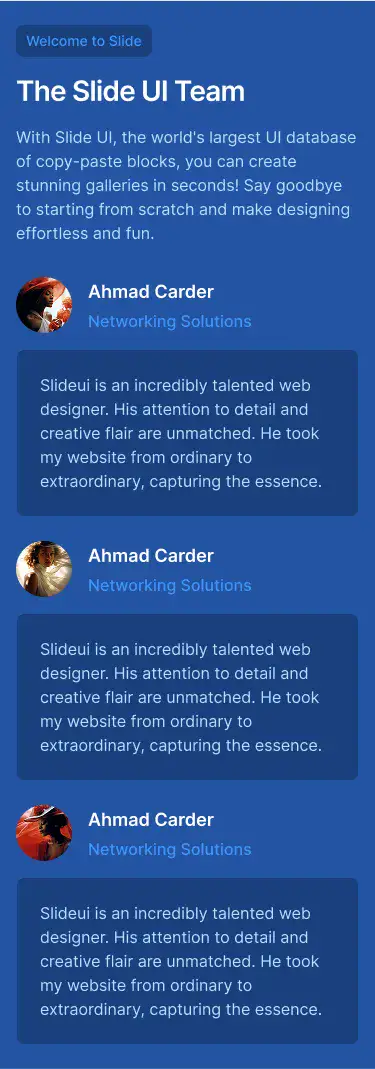 Welcome to Slide
The Slide UI Team
With Slide UI, the world's largest UI database
of copy-paste blocks, you can create
stunning galleries in seconds! Say goodbye
to starting from scratch and make designing
effortless and fun.
Ahmad Carder
Networking Solutions
Slideui is an incredibly talented web
designer. His attention to detail and
creative flair are unmatched. He took
my website from ordinary to
extraordinary, capturing the essence.
Ahmad Carder
Networking Solutions
Slideui is an incredibly talented web
designer. His attention to detail and
creative flair are unmatched. He took
my website from ordinary to
extraordinary, capturing the essence.
Ahmad Carder
Networking Solutions
Slideui is an incredibly talented web
designer. His attention to detail and
creative flair are unmatched. He took
my website from ordinary to
extraordinary, capturing the essence.